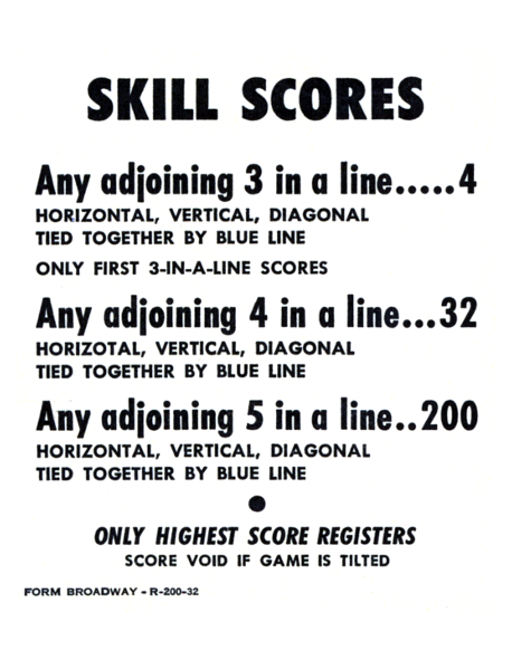 SKILL SCORES
Any adjoining 3 in a line.....4
HORIZONTAL, VERTICAL, DIAGONAL
TIED TOGETHER BY BLUE LINE
ONLY FIRST 3-IN-A-LINE SCORES
Any adjoining 4 in a line...32
HORIZOTAL, VERTICAL, DIAGONAL
TIED TOGETHER BY BLUE LINE
Any adjoining 5 in a line..200
HORIZONTAL, VERTICAL, DIAGONAL
TIED TOGETHER BY BLUE LINE
●
ONLY HIGHEST SCORE REGISTERS
SCORE VOID IF GAME IS TILTED
FORM BROADWAY - R-200-32